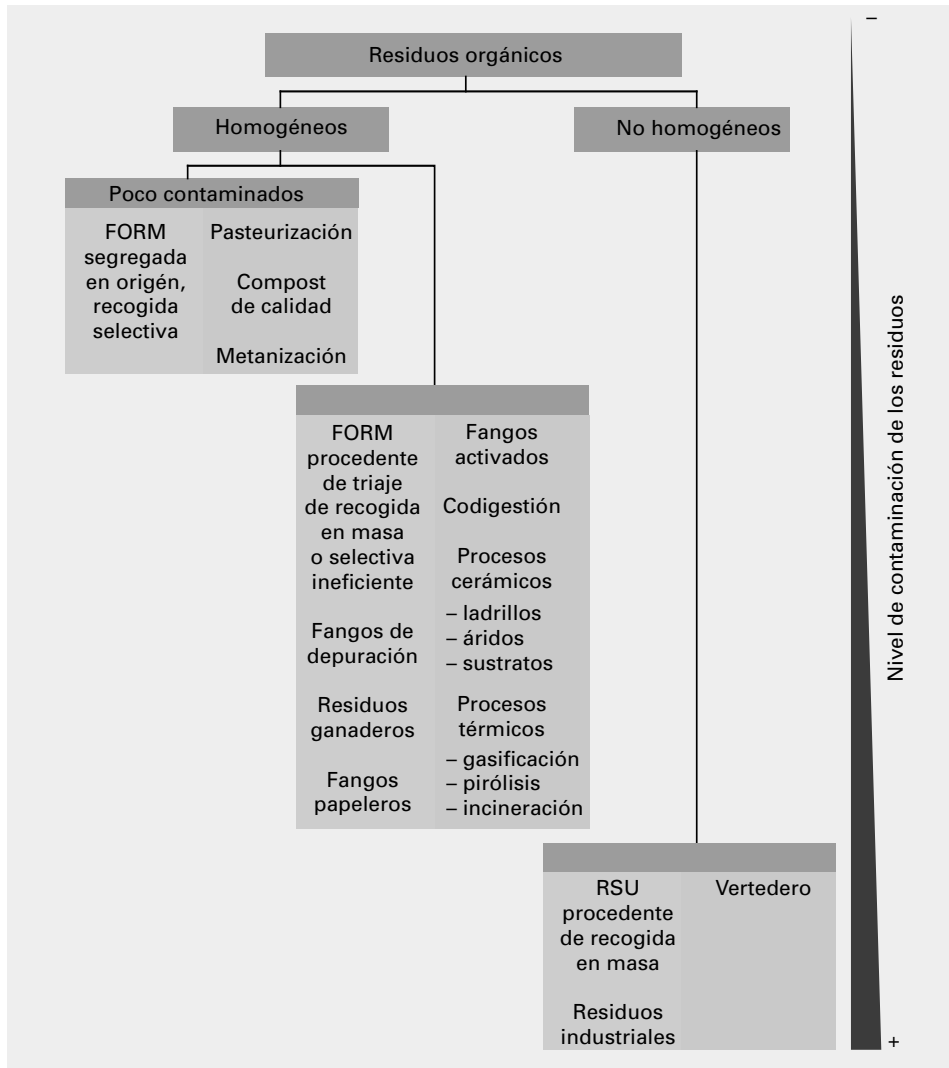 –
Residuos orgánicos
Homogéneos
No homogéneos
Poco contaminados
FORM
segregada
en origén,
recogida
selectiva
Pasteurización
Compost
de calidad
Metanización
FORM
procedente
de triaje
de recogida
en masa
o selectiva
ineficiente
Fangos de
depuración
Residuos
ganaderos
Fangos
papeleros
Fangos
activados
Codigestión
Procesos
cerámicos
– ladrillos
– áridos
– sustratos
Procesos
térmicos
– gasificación
– pirólisis
– incineración
RSU
procedente
de recogida
en masa
Residuos
industriales
Vertedero
Nivel de contaminación de los residuos
+